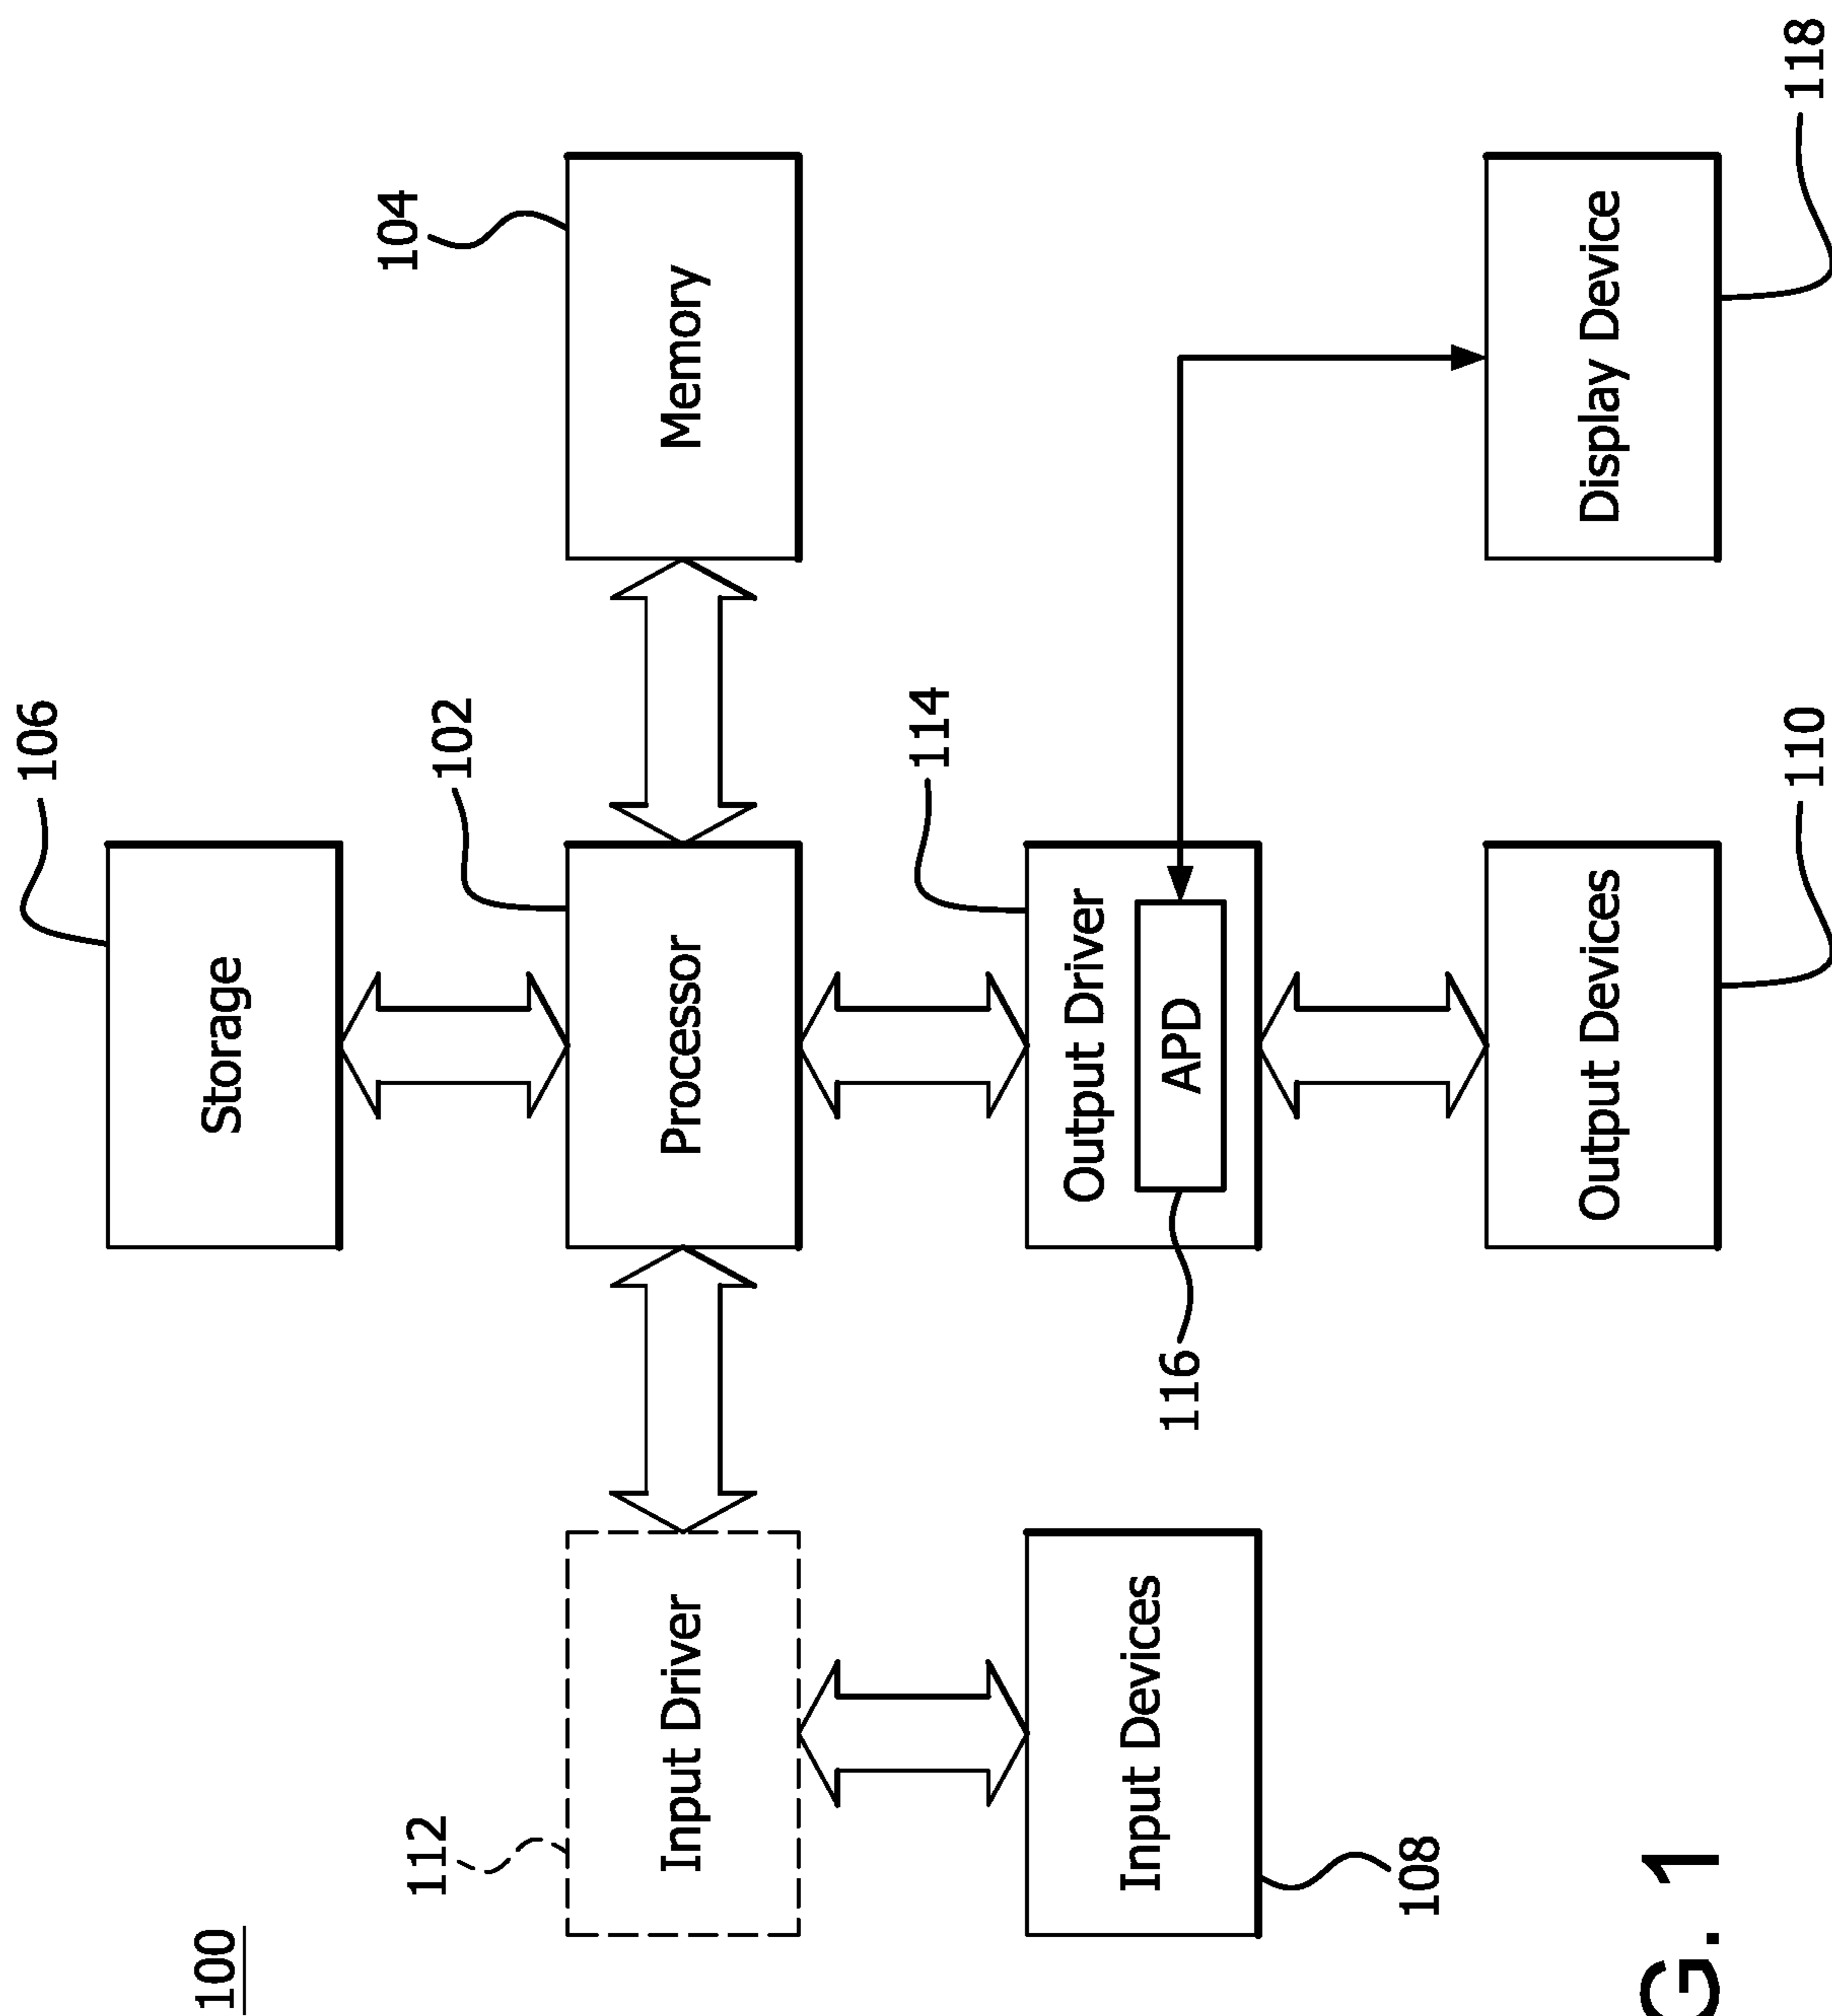 100
106
Storage
112
102
104
Input Driver
Processor
Memory
114
Input Devices
Output Driver
APD
108
116
Output Devices
Display Device
110
118
G. 1